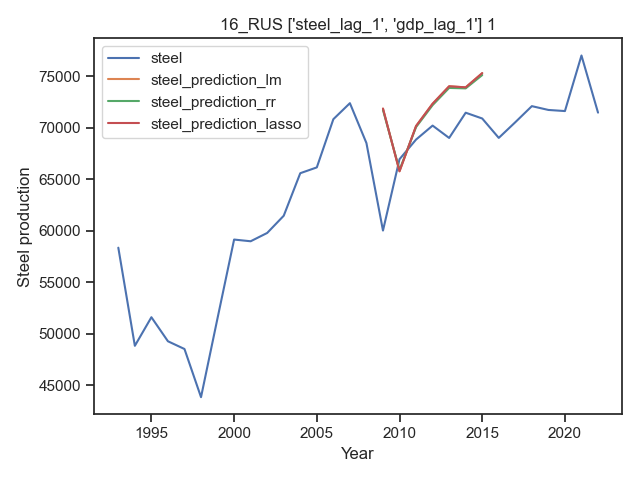 16_RUS ['steel_lag_1', 'gdp_lag_1'] 1
steel
steel_prediction_lm
steel_prediction_rr
steel_prediction_lasso
75000
70000
65000
60000
55000
50000
45000
Steel production
1995 2000 2005 2010 2015 2020
Year